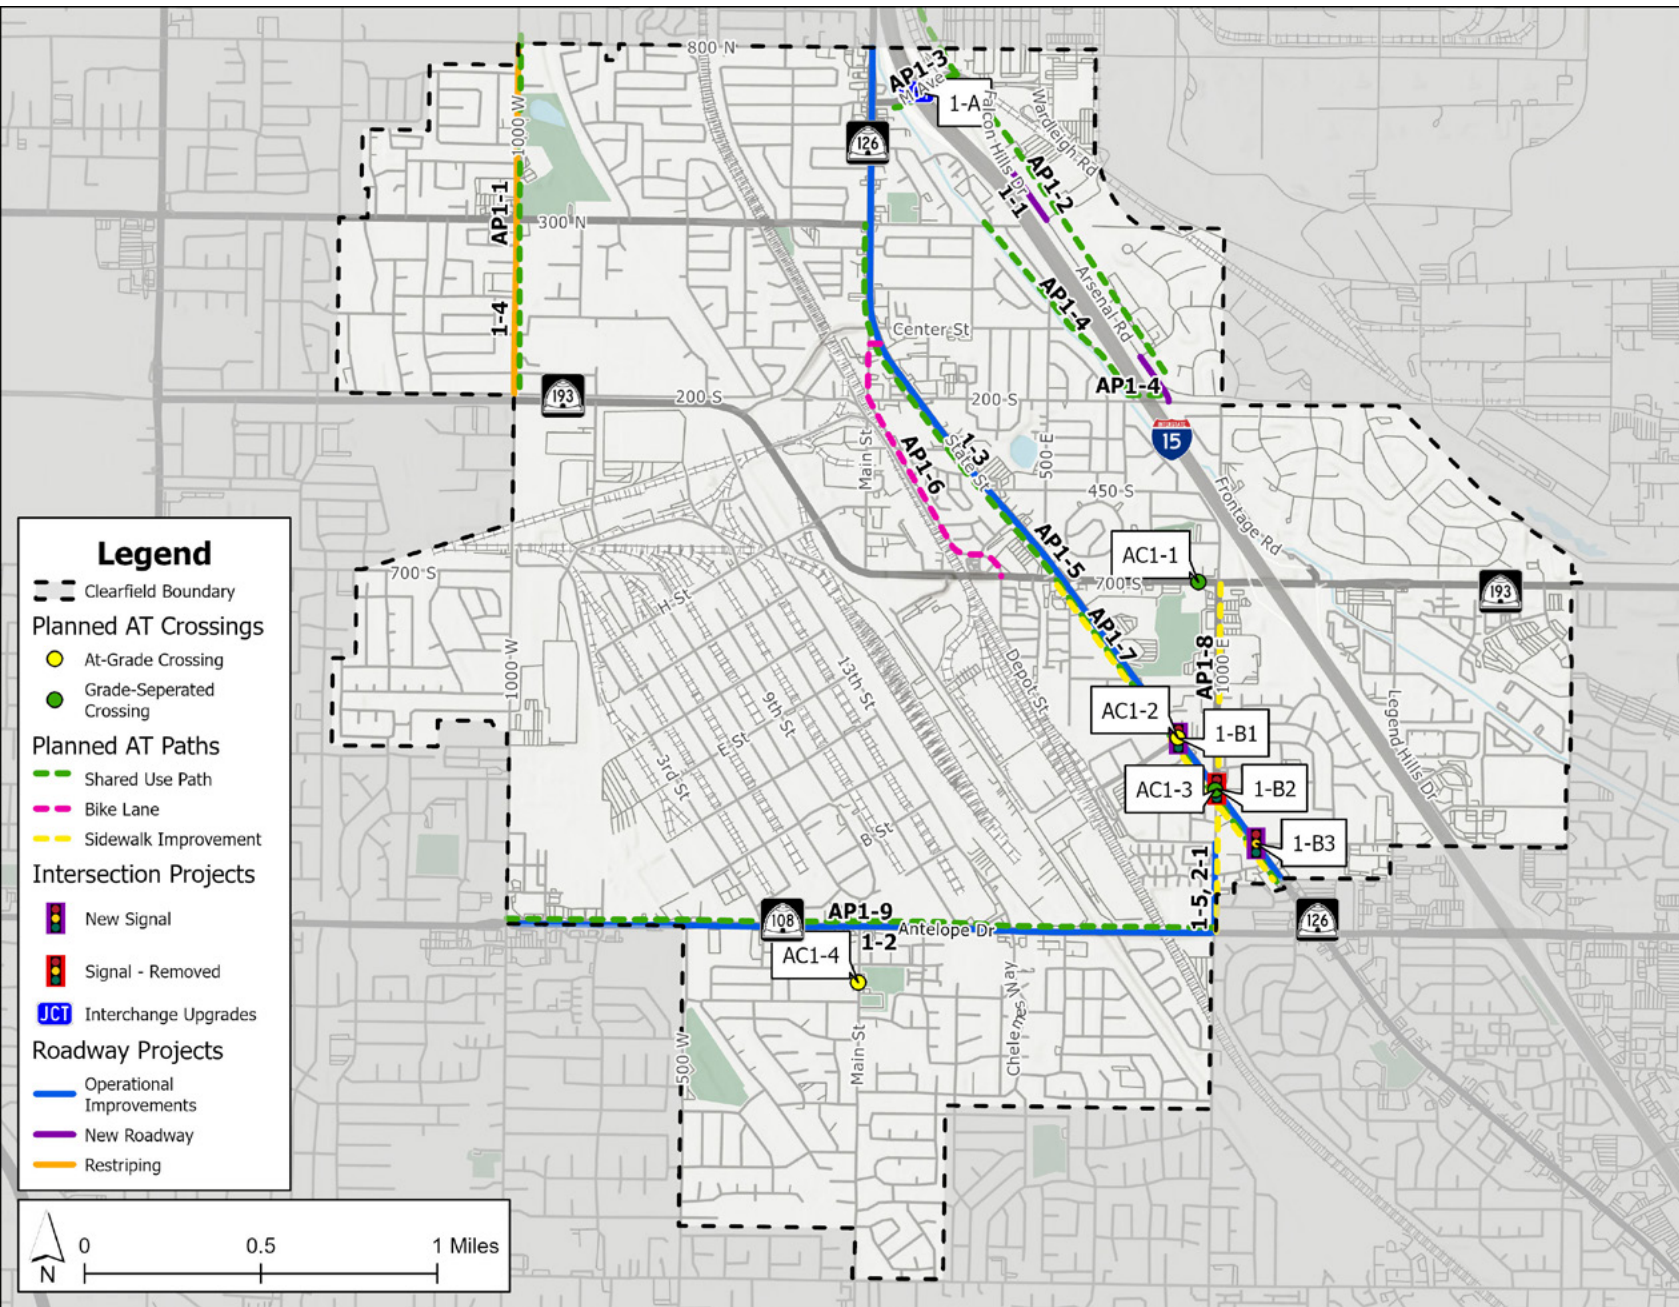 800 N
AP1-3
M Ave
1-A
1000 W
126
Falcon Hills Dr
Wardleigh Rd
AP1-2
1-1
AP1-1
300 N
Arsenal Rd
AP1-4
1-4
Center St
AP1-4
193
200 S
200 S
INTERSTATE
15
Main St
AP1-6
1-3
State St
500 E
450 S
Frontage Rd
AP1-5
AC1-1
700 S
700 S
193
H St
AP1-7
AP1-8
1000 E
1000 W
Depot St
13th St
9th St
E St
3rd St
B St
Legend Hills Dr
AC1-2
1-B1
AC1-3
1-B2
1-B3
1-5, 2-1
108
AP1-9
Antelope Dr
1-2
126
AC1-4
Chelemes Way
Main St
500 W
Legend
Clearfield Boundary
Planned AT Crossings
At-Grade Crossing
Grade-Seperated
Crossing
Planned AT Paths
Shared Use Path
Bike Lane
Sidewalk Improvement
Intersection Projects
New Signal
Signal - Removed
JCT
Interchange Upgrades
Roadway Projects
Operational
Improvements
New Roadway
Restriping
N
0
0.5
1 Miles